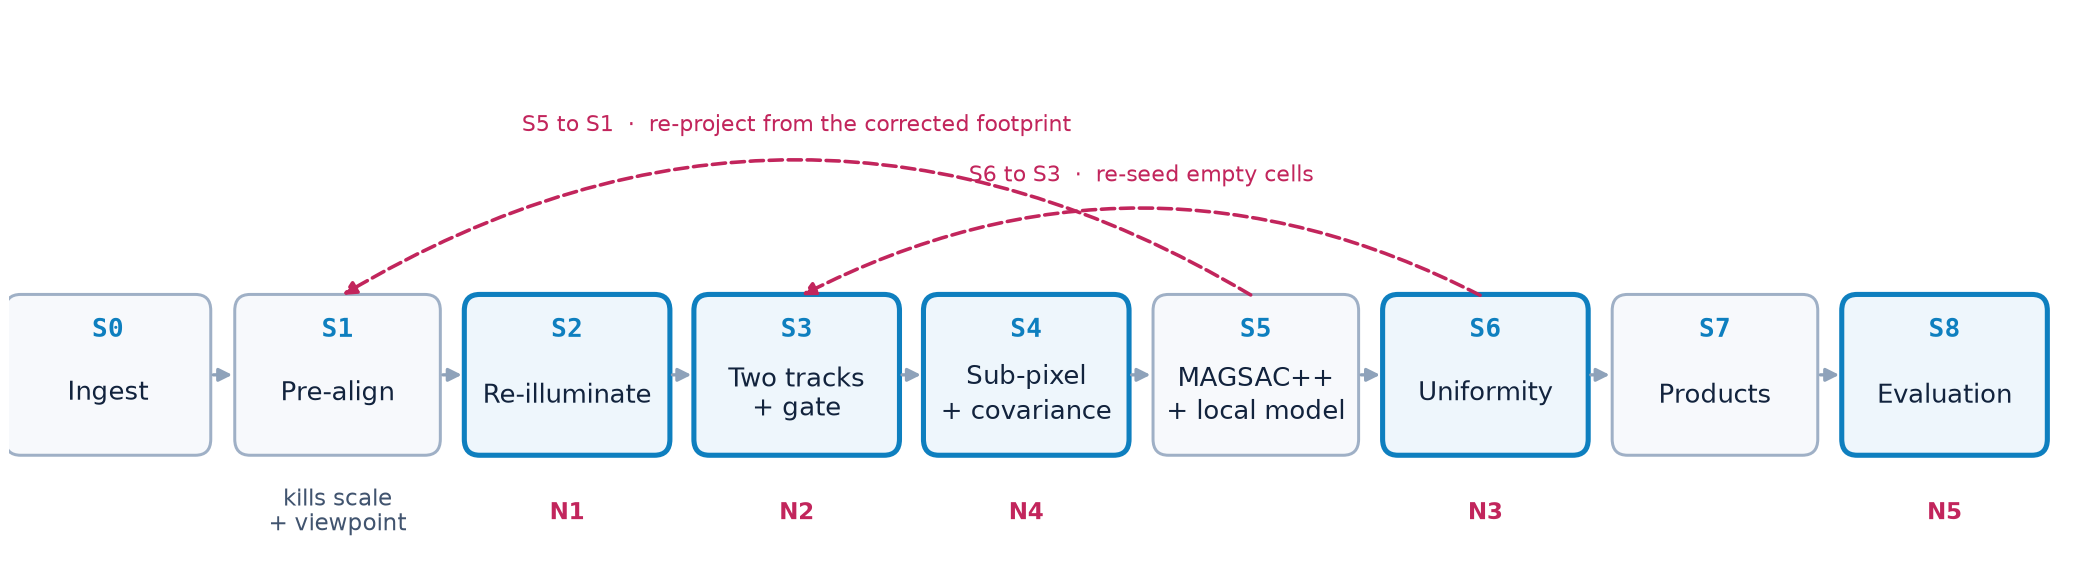 S5 to S1 · re-project from the corrected footprint
S6 to S3 · re-seed empty cells
S0
Ingest
S1
Pre-align
S2
Re-illuminate
S3
Two tracks
+ gate
S4
Sub-pixel
+ covariance
S5
MAGSAC++
+ local model
S6
Uniformity
S7
Products
S8
Evaluation
kills scale
+ viewpoint
N1
N2
N4
N3
N5